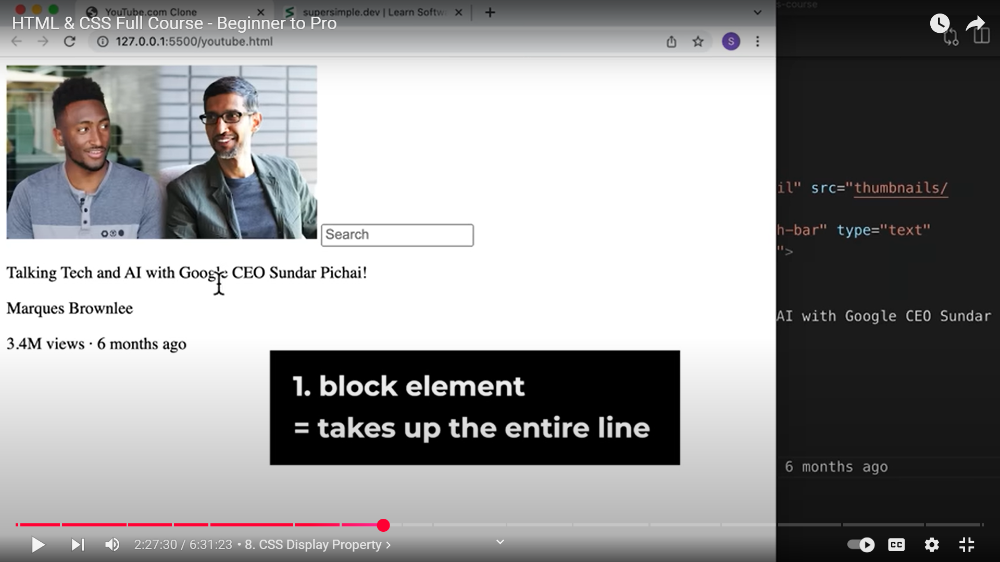 YouTube.com Clone
supersimple.dev | Learn Softw
s-course
HTML & CSS Full Course - Beginner to Pro
127.0.0.1:5500/youtube.html
S
Search
Talking Tech and AI with Google CEO Sundar Pichai!
Marques Brownlee
3.4M views · 6 months ago
1. block element
= takes up the entire line
il" src="thumbnails/
h-bar" type="text"
">
AI with Google CEO Sundar
6 months ago
2:27:30 / 6:31:23 • 8. CSS Display Property
CC